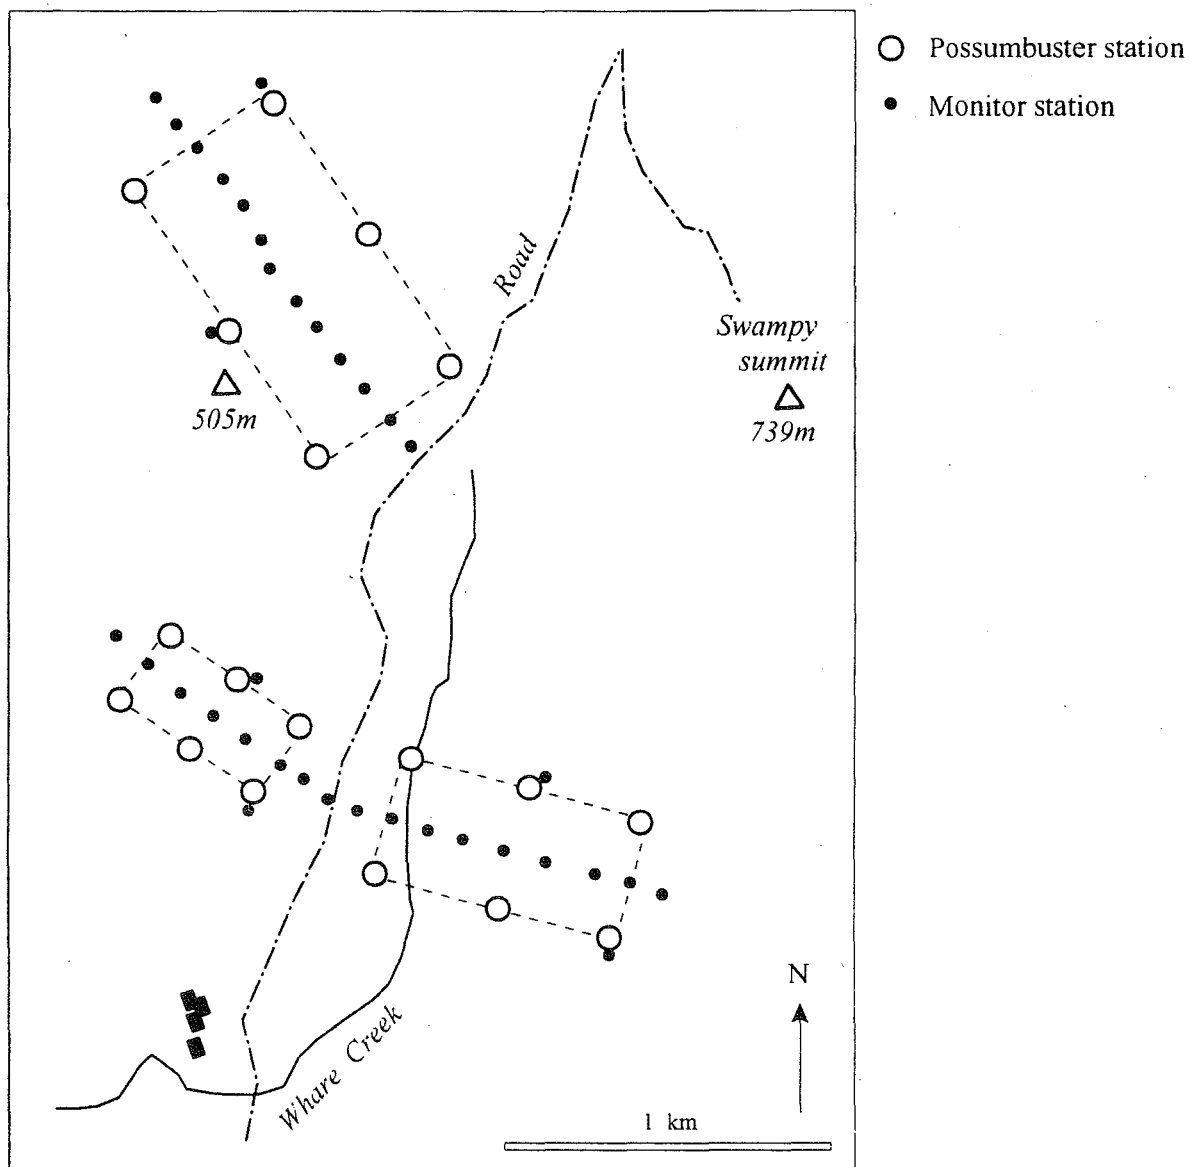 Possumbuster station
Monitor station
Road
Swampy
summit
739m
505m
Whare Creek
N
1 km